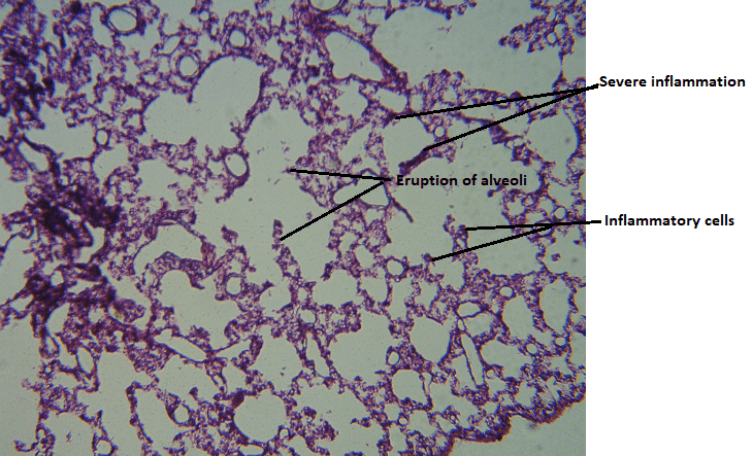 Severe inflammation
Eruption of alveoli
Inflammatory cells